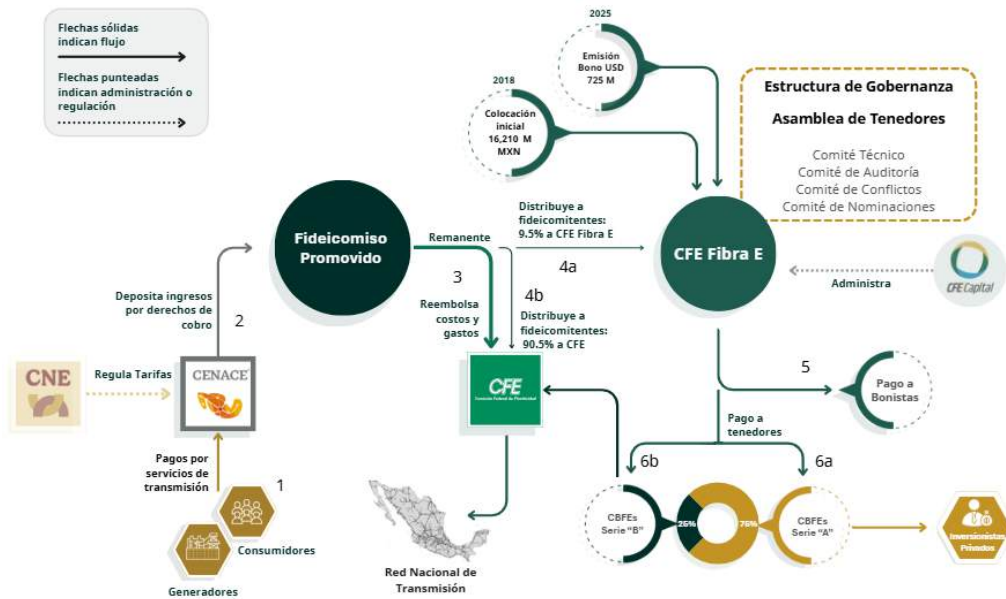 Flechas sólidas
indican flujo
Flechas punteadas
indican administración o
regulación
2025
Emisión
Bono USD
725 M
2018
Colocación
inicial
16,210 M
MXN
Estructura de Gobernanza
Asamblea de Tenedores
Comité Técnico
Comité de Auditoría
Comité de Conflictos
Comité de Nominaciones
Fideicomiso
Promovido
Remanente
Distribuye a
fideicomitentes:
9.5% a CFE Fibra E
4a
CFE Fibra E
CFE Capital
Administra
3
4b
Reembolsa
costos y
gastos
Distribuye a
fideicomitentes:
90.5% a CFE
Deposita ingresos
por derechos de
cobro
2
CNE
Regula Tarifas
CENACE
CFE
Comisión Federal de Electricidad
5
Pago a
Bonistas
Pago a
tenedores
6b
6a
Pagos por
servicios de
transmisión
1
Consumidores
Generadores
Red Nacional de
Transmisión
CBFEs
Serie "B"
25%
75%
CBFEs
Serie "A"
Inversionistas
Privados